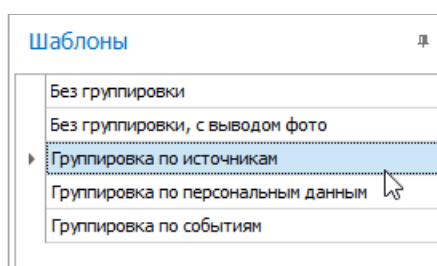 Шаблоны
Без группировки
Без группировки, с выводом фото
Группировка по источникам
Группировка по персональным данным
Группировка по событиям